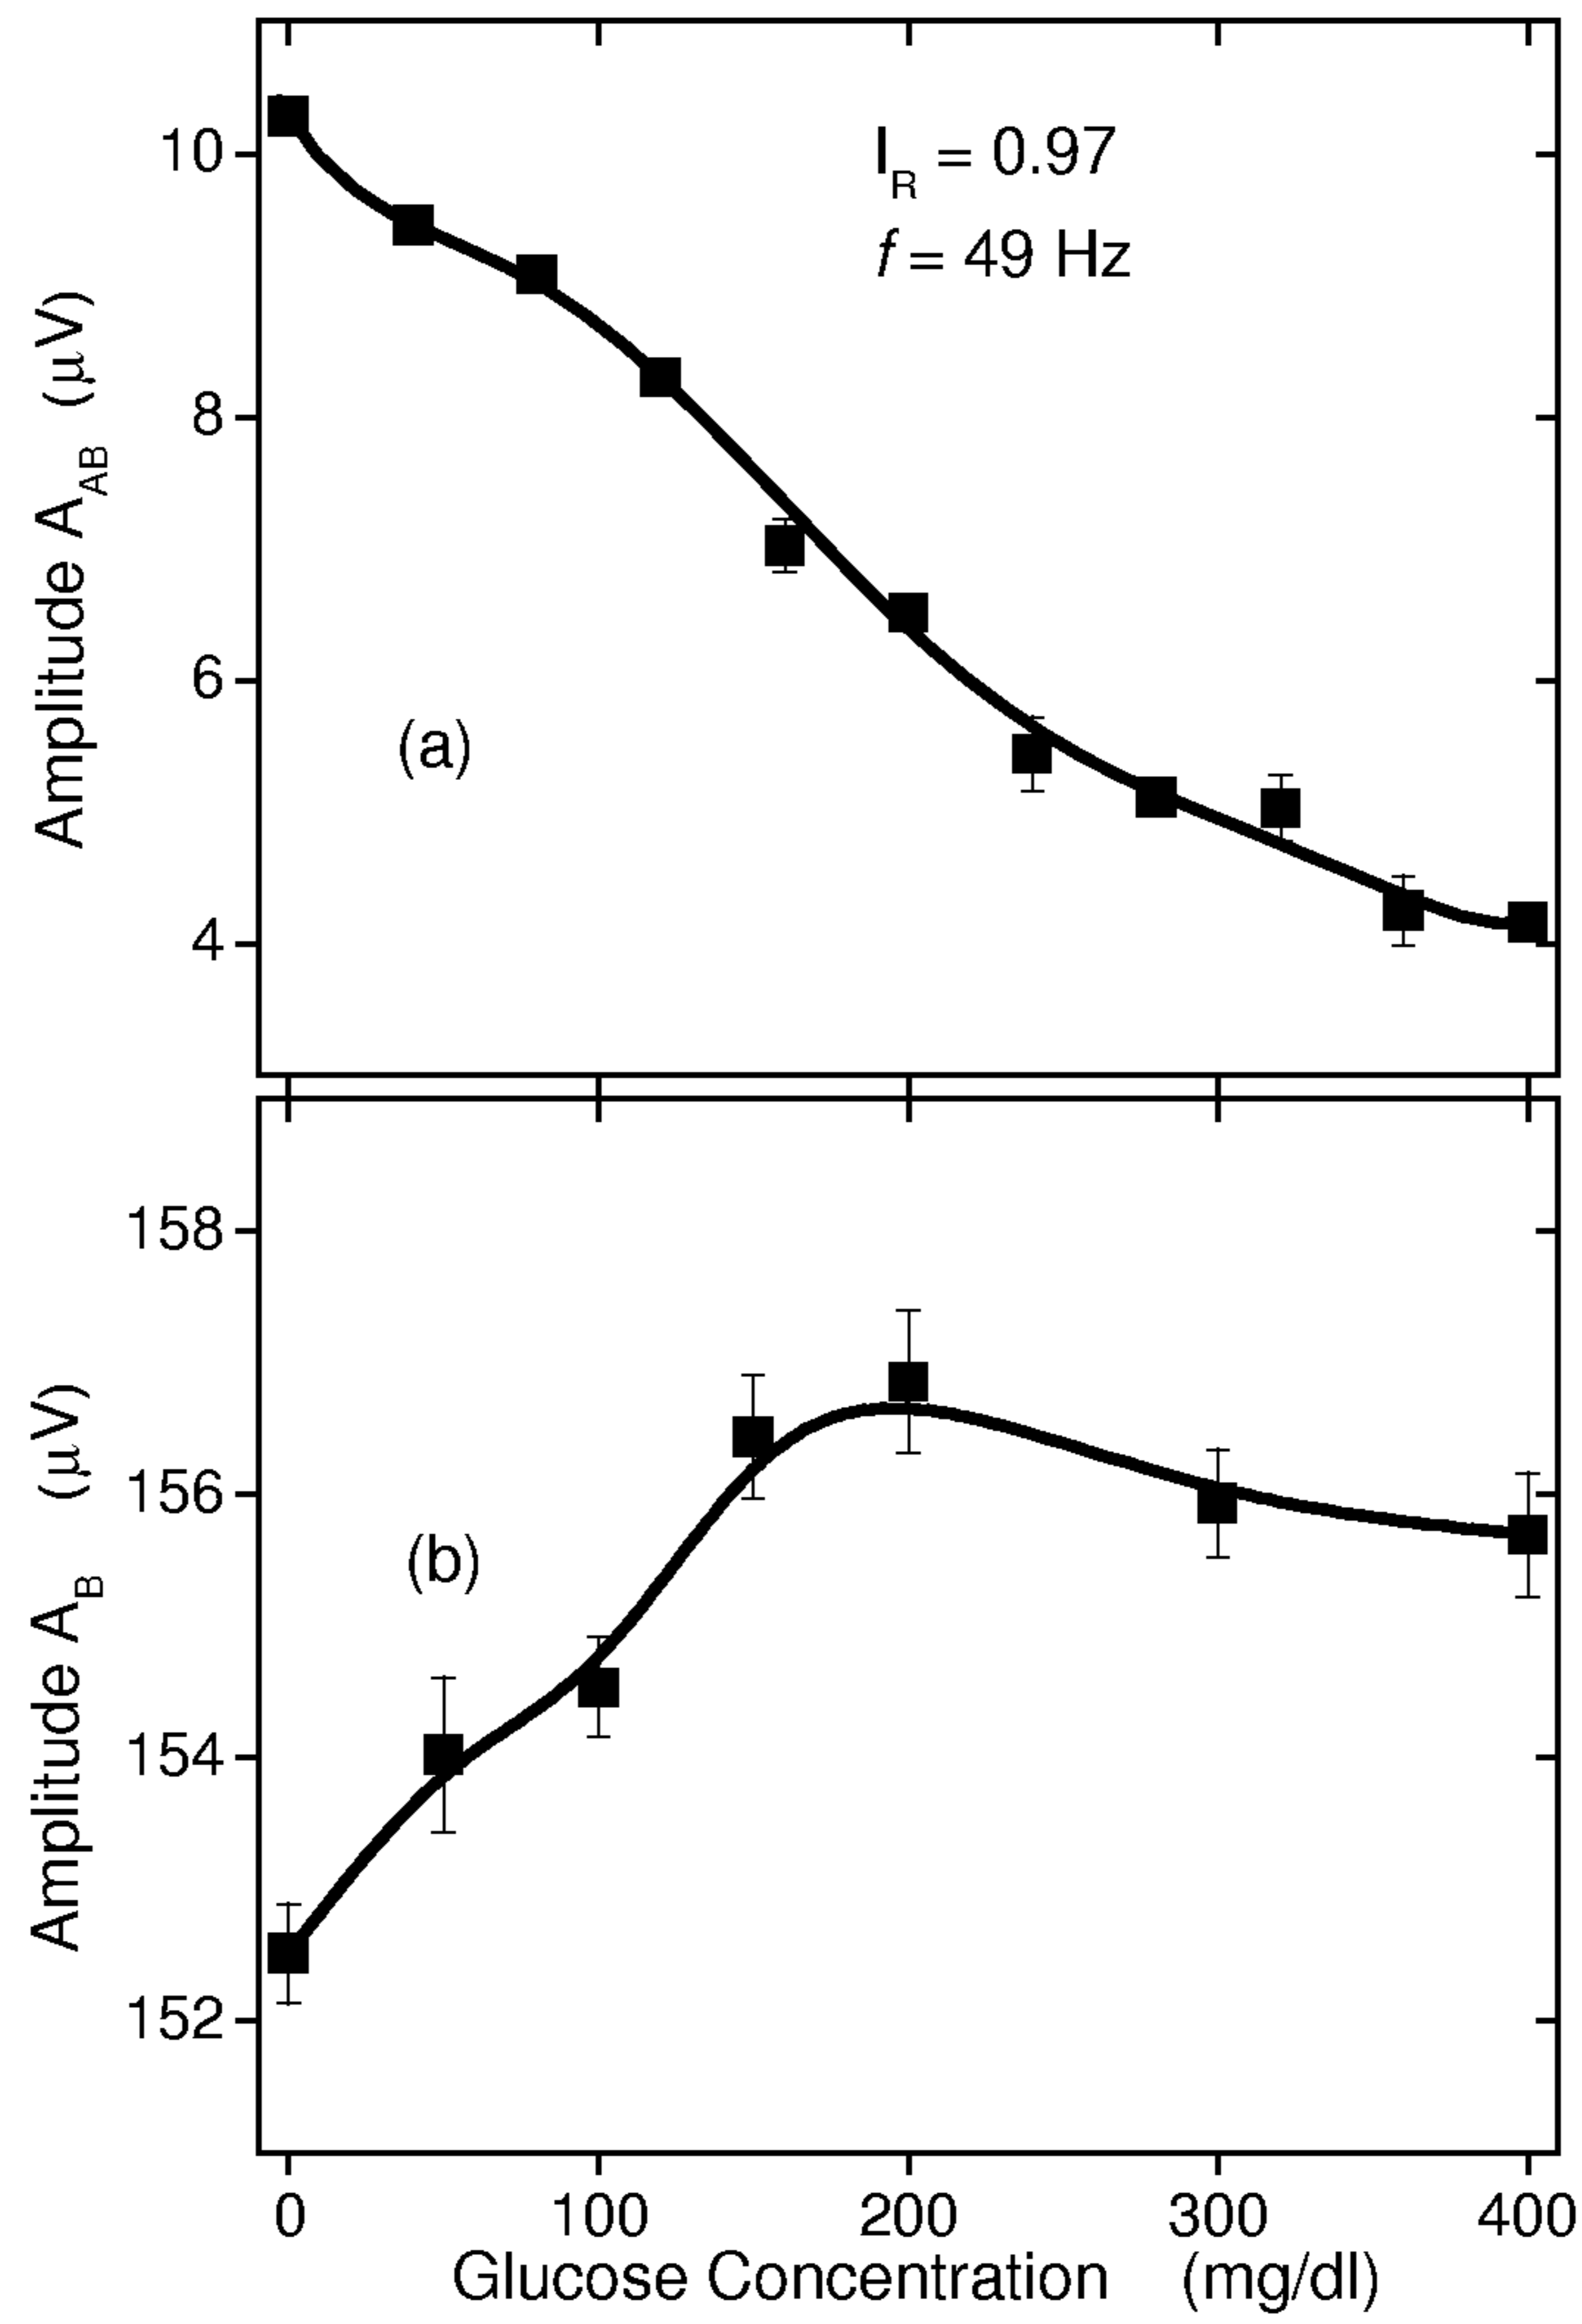 Amplitude A_AB (μV)
10
8
6
4
I_R = 0.97
f = 49 Hz
(a)
Amplitude A_B (μV)
158
156
154
152
(b)
0 100 200 300 400
Glucose Concentration (mg/dl)